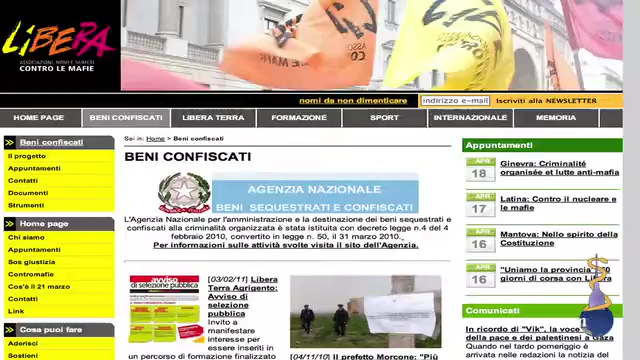 LIBERA
ASSOCIAZIONI, NOMI E NUMERI
CONTRO LE MAFIE
nomi da non dimenticare
indirizzo e-mail
Iscriviti alla NEWSLETTER
HOME PAGE
BENI CONFISCATI
LIBERA TERRA
FORMAZIONE
SPORT
INTERNAZIONALE
MEMORIA
>> Beni confiscati
Il progetto
Appuntamenti
Contatti
Documenti
Strumenti
>> Home page
Chi siamo
Appuntamenti
Sos giustizia
Contromafie
Cos'è il 21 marzo
Contatti
Link
>> Cosa puoi fare
Aderisci
Sostieni
Sei in: Home > Beni confiscati
BENI CONFISCATI
AGENZIA NAZIONALE
BENI SEQUESTRATI E CONFISCATI
L'Agenzia Nazionale per l'amministrazione e la destinazione dei beni sequestrati e
confiscati alla criminalità organizzata è stata istituita con decreto legge n.4 del 4
febbraio 2010, convertito in legge n. 50, il 31 marzo 2010.
Per informazioni sulle attività svolte visita il sito dell'Agenzia.
avviso
di selezione pubblica
[03/02/11] Libera
Terra Agrigento:
Avviso di
selezione
pubblica
Invito a
manifestare
interesse per
essere inseriti in
un percorso di formazione finalizzato
[04/11/10] Il prefetto Morcone: "Più
Appuntamenti
APR
18
Ginevra: Criminalité
organisée et lutte anti-mafia
APR
17
Latina: Contro il nucleare e
le mafie
APR
16
Mantova: Nello spirito della
Costituzione
APR
16
"Uniamo la provincia"
giorni di corsa con Libera
Comunicati
In ricordo di "Vik", la voce
della pace e dei palestinesi a Gaza
Quando nel tardo pomeriggio è
arrivata nelle redazioni la notizia del